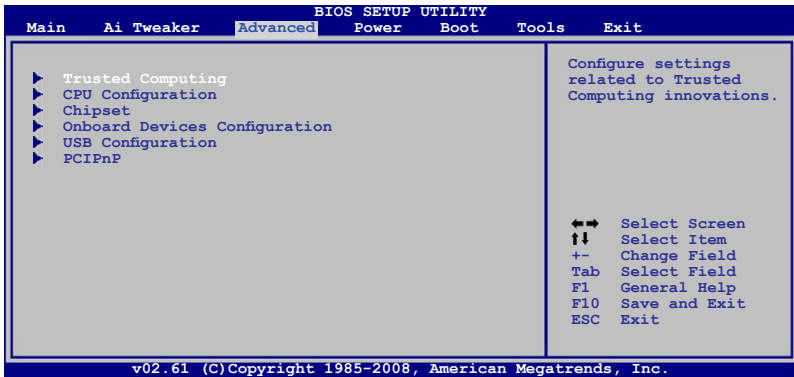 BIOS SETUP UTILITY
Main Ai Tweaker Advanced Power Boot Tools Exit
Trusted Computing
CPU Configuration
Chipset
Onboard Devices Configuration
USB Configuration
PCIPnP
Configure settings
related to Trusted
Computing innovations.
←→ Select Screen
↑↓ Select Item
+- Change Field
Tab Select Field
F1 General Help
F10 Save and Exit
ESC Exit
v02.61 (C)Copyright 1985-2008, American Megatrends, Inc.